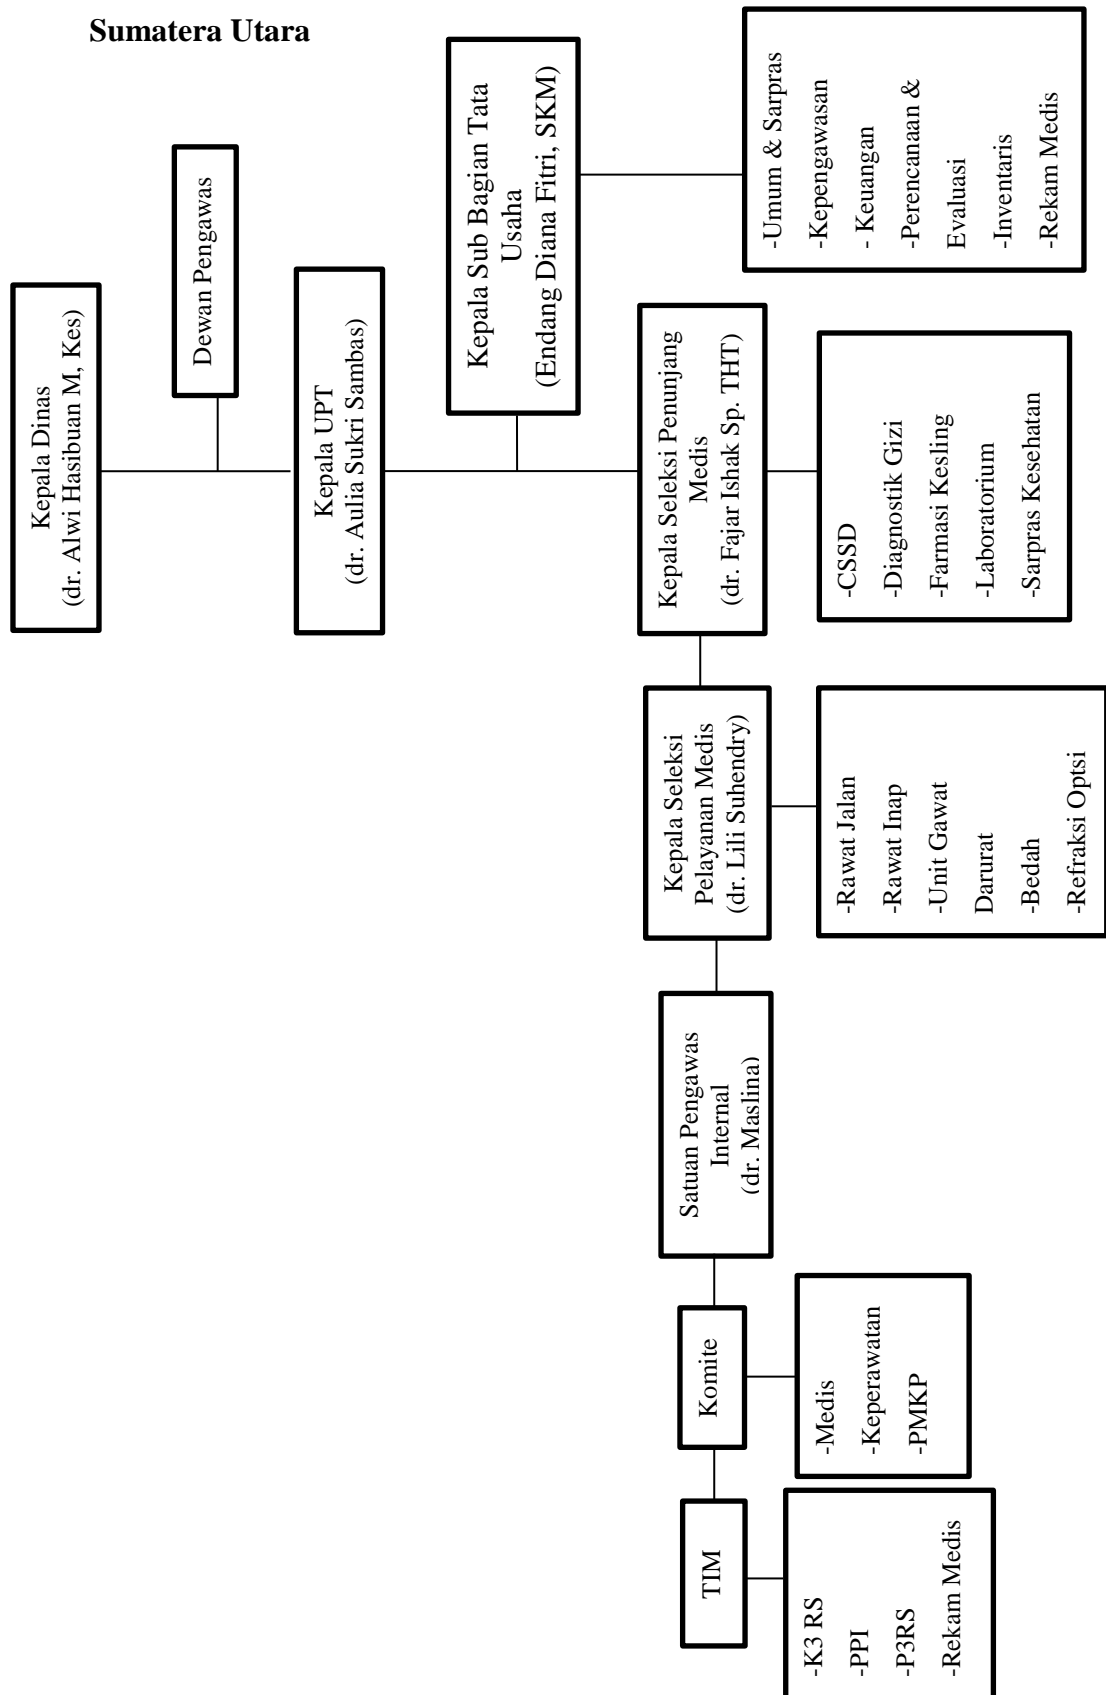 Sumatera Utara
Kepala Dinas
(dr. Alwi Hasibuan M, Kes)
Dewan Pengawas
Kepala UPT
(dr. Aulia Sukri Sambas)
Kepala Sub Bagian Tata
Usaha
(Endang Diana Fitri, SKM)
-Umum & Sarpras
-Kepengawasan
- Keuangan
-Perencanaan &
Evaluasi
-Inventaris
-Rekam Medis
TIM
-K3 RS
-PPI
-P3RS
-Rekam Medis
Komite
-Medis
-Keperawatan
-PMKP
Satuan Pengawas
Internal
(dr. Maslina)
Kepala Seleksi
Pelayanan Medis
(dr. Lili Suhendry)
-Rawat Jalan
-Rawat Inap
-Unit Gawat
Darurat
-Bedah
-Refraksi Optsi
Kepala Seleksi Penunjang
Medis
(dr. Fajar Ishak Sp. THT)
-CSSD
-Diagnostik Gizi
-Farmasi Kesling
-Laboratorium
-Sarpras Kesehatan